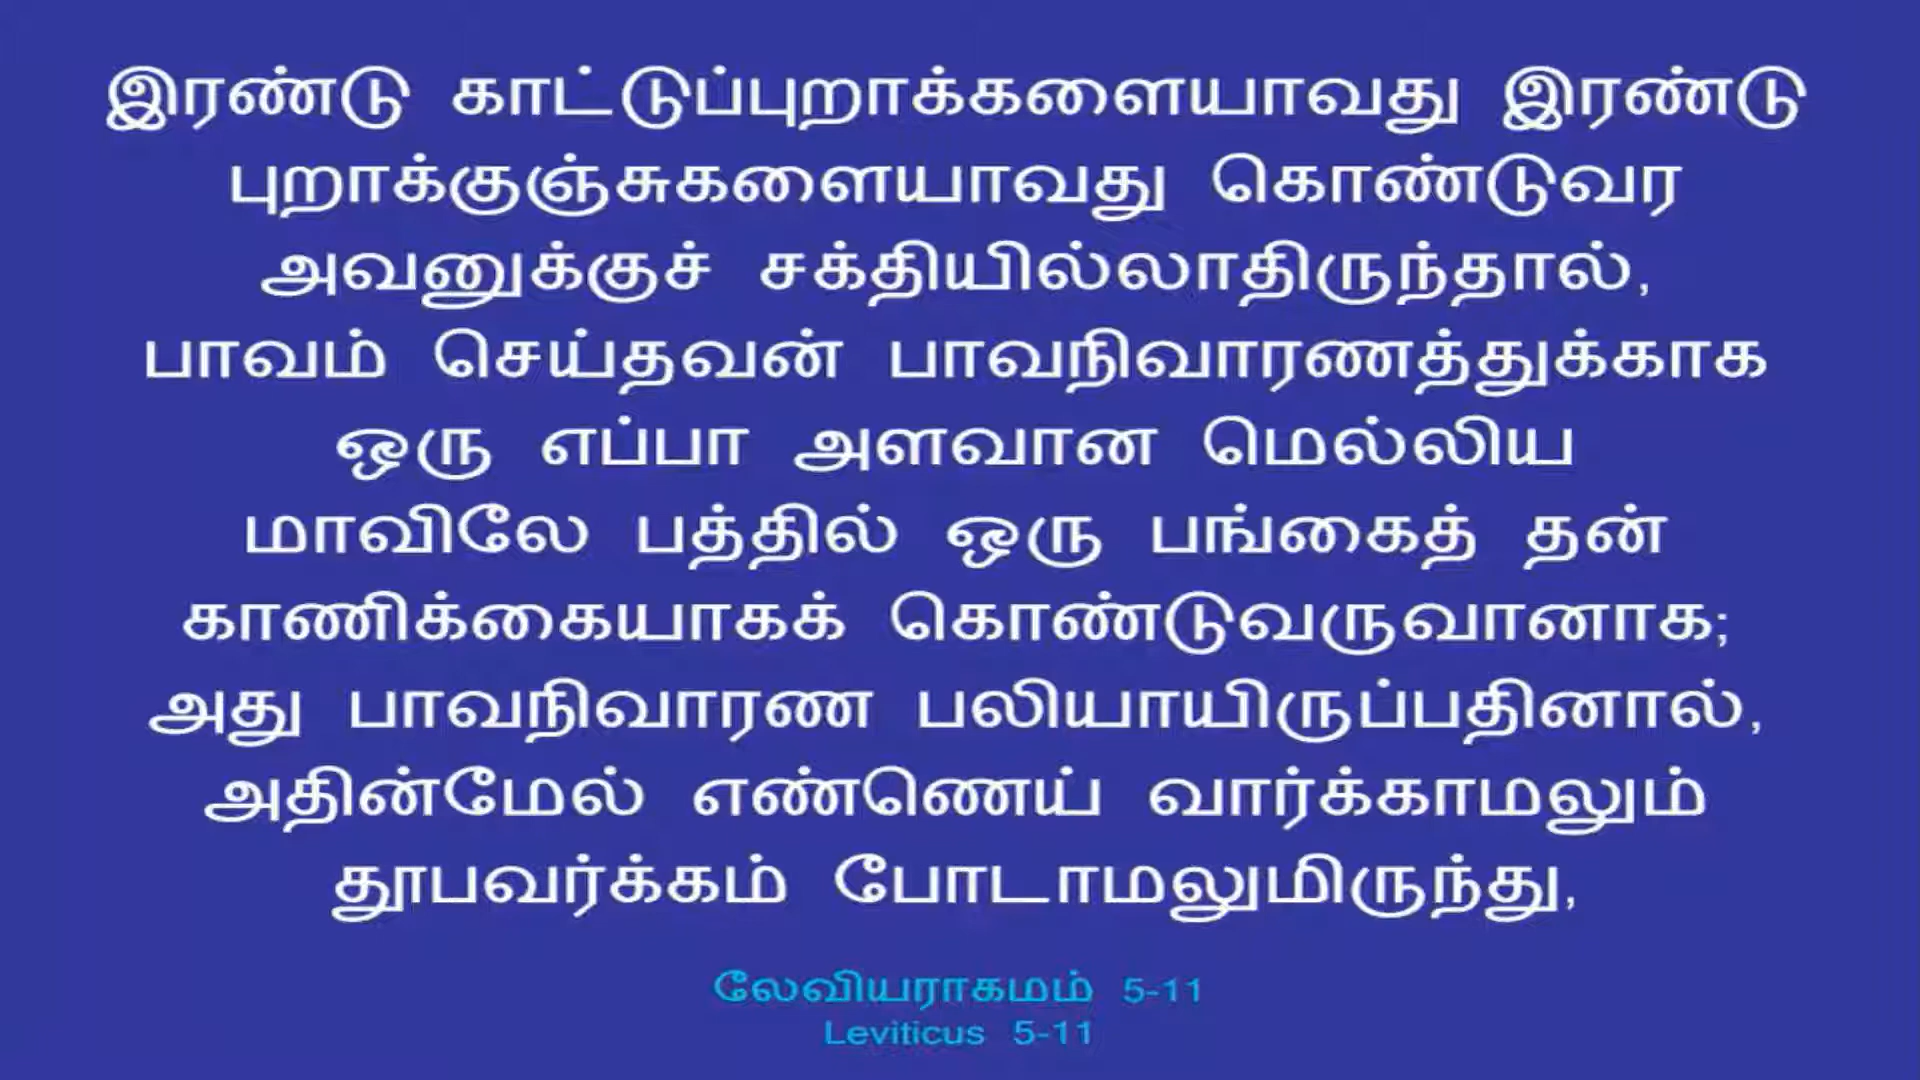 இரண்டு காட்டுப்புறாக்களையாவது இரண்டு
புறாக்குஞ்சுகளையாவது கொண்டுவர
அவனுக்குச் சக்தியில்லாதிருந்தால்,
பாவம் செய்தவன் பாவநிவாரணத்துக்காக
ஒரு எப்பா அளவான மெல்லிய
மாவிலே பத்தில் ஒரு பங்கைத் தன்
காணிக்கையாகக் கொண்டுவருவானாக;
அது பாவநிவாரண பலியாயிருப்பதினால்,
அதின்மேல் எண்ணெய் வார்க்காமலும்
தூபவர்க்கம் போடாமலுமிருந்து,
லேவியராகமம் 5-11
Leviticus 5-11